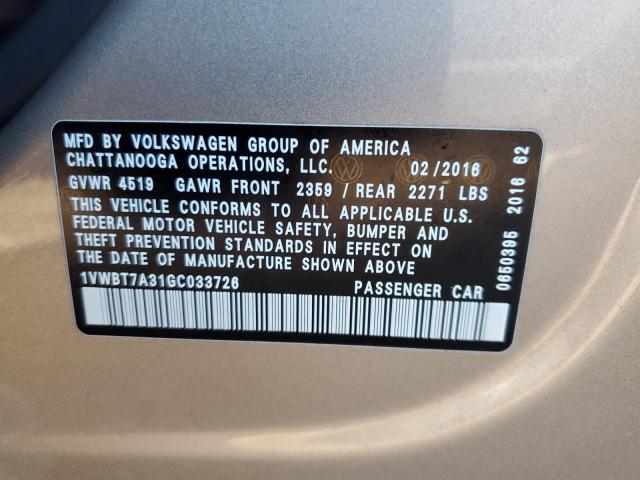 MFD BY VOLKSWAGEN GROUP OF AMERICA
CHATTANOOGA OPERATIONS, LLC. 02/2016
GVWR 4519 GAWR FRONT 2359 / REAR 2271 LBS
THIS VEHICLE CONFORMS TO ALL APPLICABLE U.S.
FEDERAL MOTOR VEHICLE SAFETY, BUMPER AND
THEFT PREVENTION STANDARDS IN EFFECT ON
THE DATE OF MANUFACTURE SHOWN ABOVE
1VWBT7A31GC033726 PASSENGER CAR
0650395 2016 62